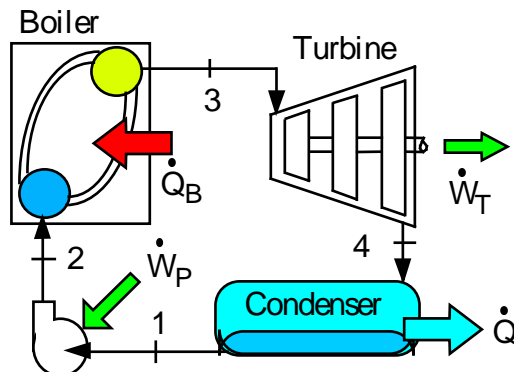 Boiler
Turbine
3
Q̇B
ẆT
4
2
ẆP
Condenser
1
Q̇